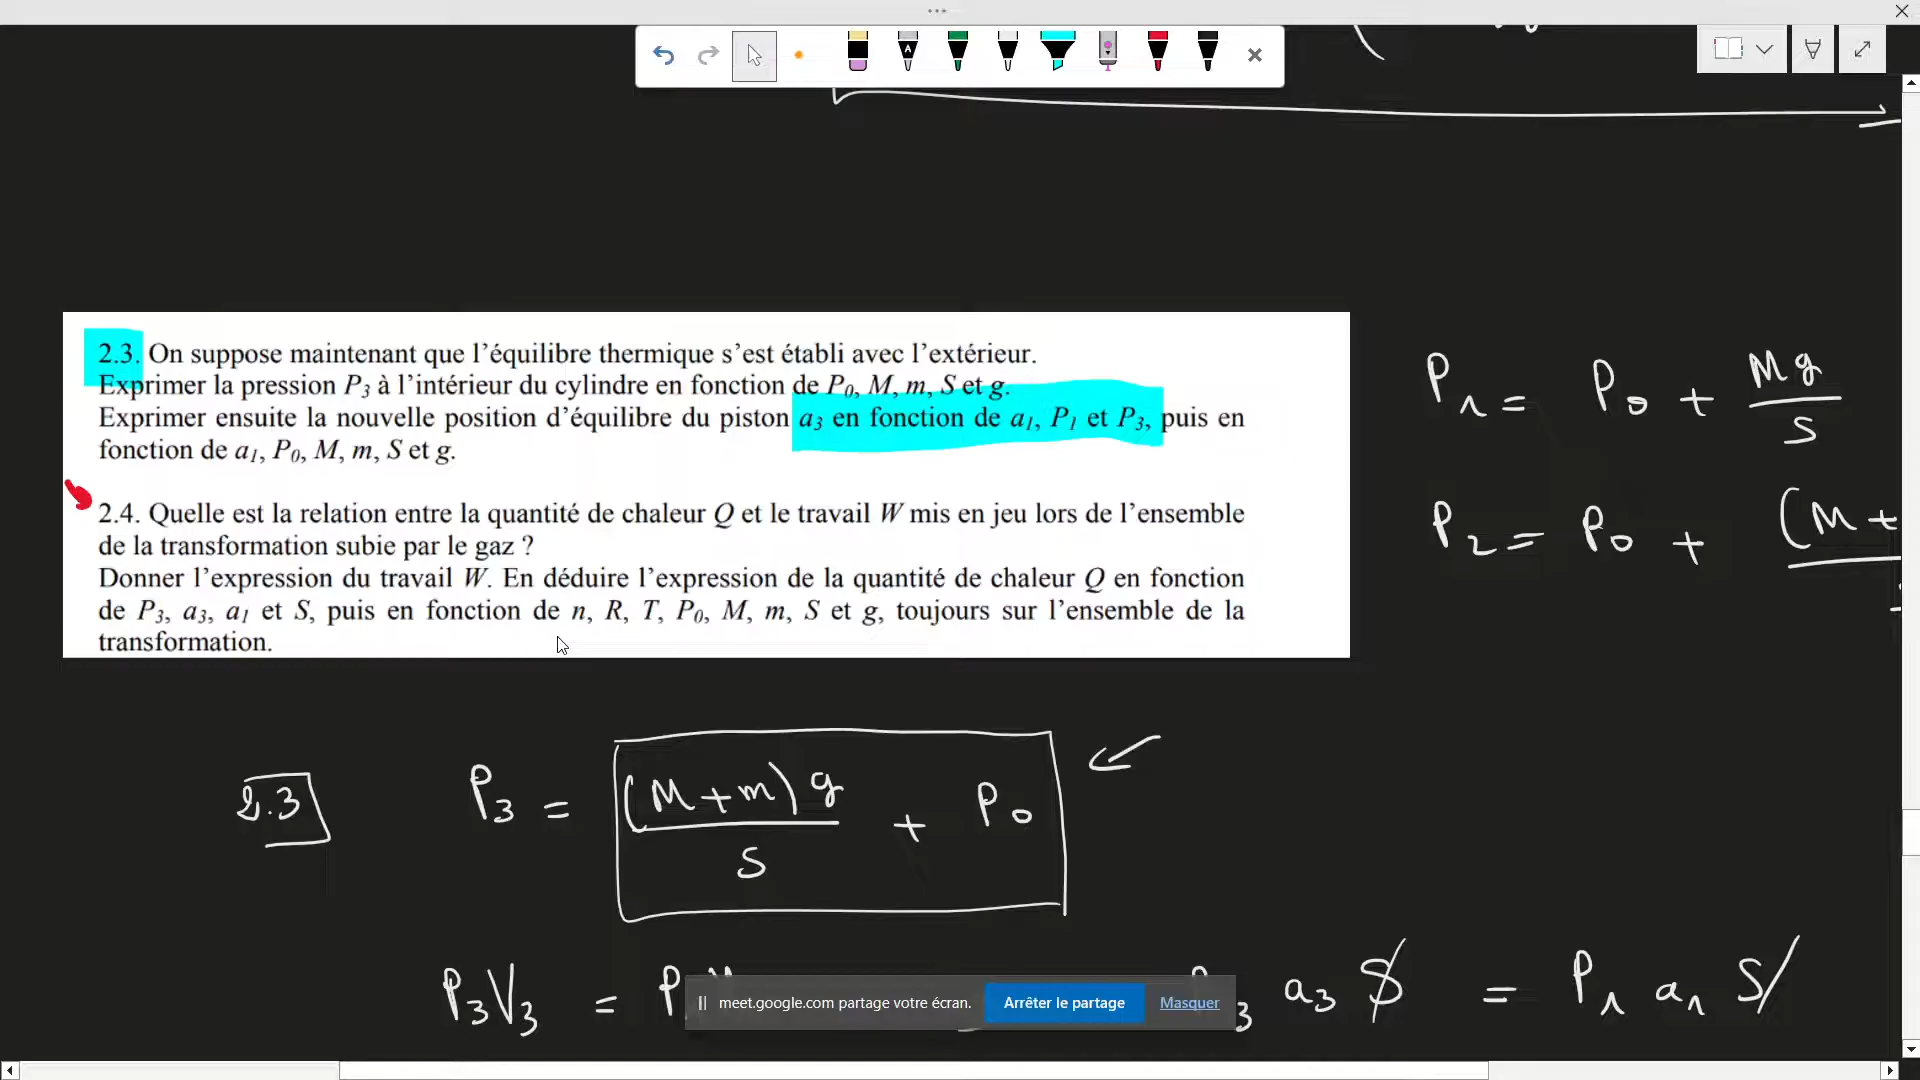 2.3. On suppose maintenant que l'équilibre thermique s'est établi avec l'extérieur.
Exprimer la pression P3 à l'intérieur du cylindre en fonction de P0, M, m, S et g.
Exprimer ensuite la nouvelle position d'équilibre du piston a3 en fonction de a1, P1 et P3, puis en
fonction de a1, P0, M, m, S et g.
2.4. Quelle est la relation entre la quantité de chaleur Q et le travail W mis en jeu lors de l'ensemble
de la transformation subie par le gaz ?
Donner l'expression du travail W. En déduire l'expression de la quantité de chaleur Q en fonction
de P3, a3, a1 et S, puis en fonction de n, R, T, P0, M, m, S et g, toujours sur l'ensemble de la
transformation.
P1 = P0 + Mg/S
P2 = P0 + (M +
2.3 P3 = (M+m)g/S + P0
P3V3 = P
3 a3 S = P1 a1 S
meet.google.com partage votre écran. Arrêter le partage Masquer